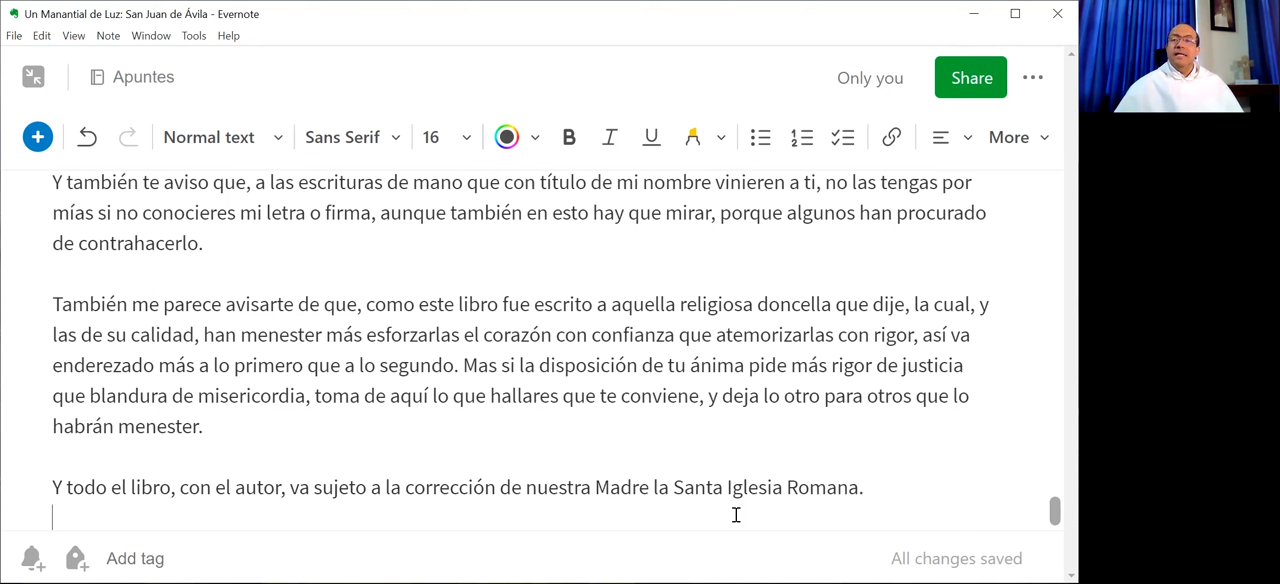 Un Manantial de Luz: San Juan de Ávila - Evernote
File Edit View Note Window Tools Help
Apuntes
Only you
Share
Normal text
Sans Serif
16
B I U
More
Y también te aviso que, a las escrituras de mano que con título de mi nombre vinieren a ti, no las tengas por
mías si no conocieres mi letra o firma, aunque también en esto hay que mirar, porque algunos han procurado
de contrahacerlo.
También me parece avisarte de que, como este libro fue escrito a aquella religiosa doncella que dije, la cual, y
las de su calidad, han menester más esforzarlas el corazón con confianza que atemorizarlas con rigor, así va
enderezado más a lo primero que a lo segundo. Mas si la disposición de tu ánima pide más rigor de justicia
que blandura de misericordia, toma de aquí lo que hallares que te conviene, y deja lo otro para otros que lo
habrán menester.
Y todo el libro, con el autor, va sujeto a la corrección de nuestra Madre la Santa Iglesia Romana.
Add tag
All changes saved